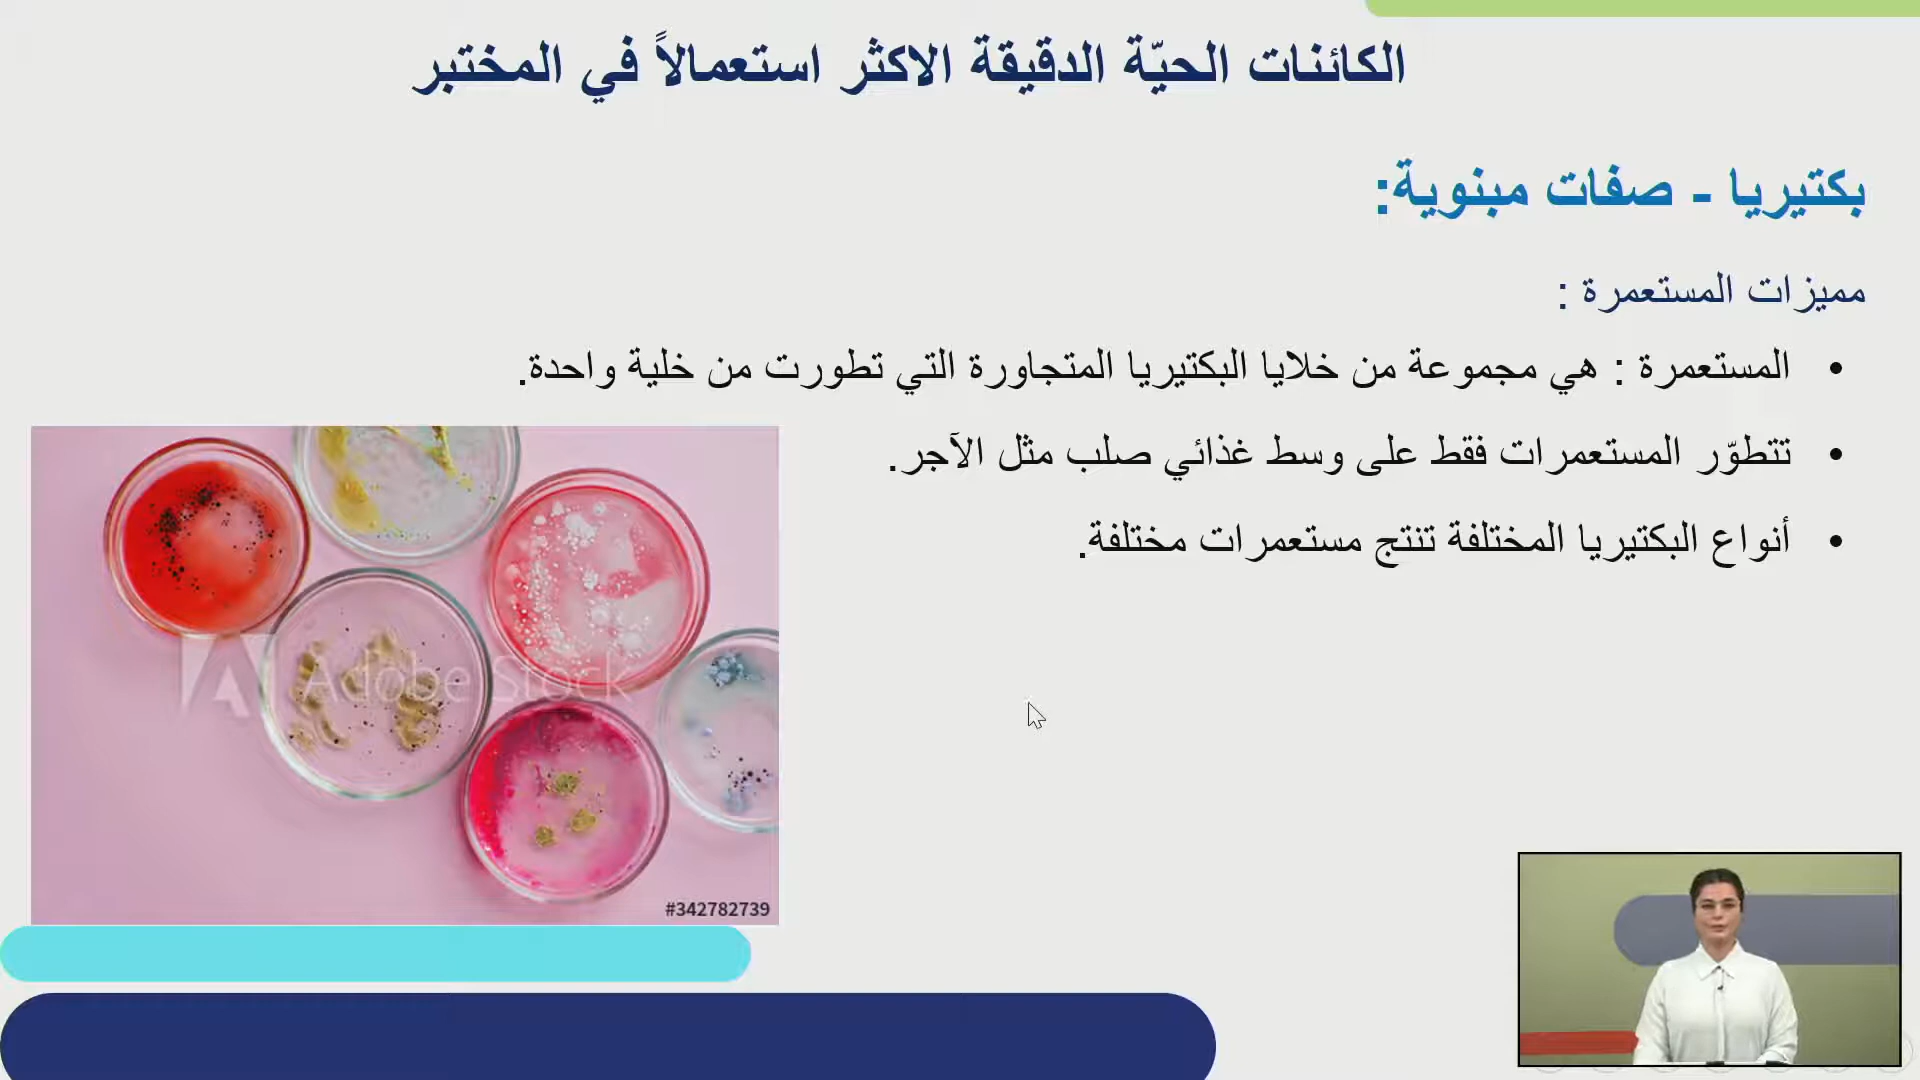 الكائنات الحيّة الدقيقة الاكثر استعمالاً في المختبر
بكتيريا - صفات مبنوية:
مميزات المستعمرة :
• المستعمرة : هي مجموعة من خلايا البكتيريا المتجاورة التي تطورت من خلية واحدة.
• تتطوّر المستعمرات فقط على وسط غذائي صلب مثل الآجر.
• أنواع البكتيريا المختلفة تنتج مستعمرات مختلفة.
Adobe Stock
#342782739